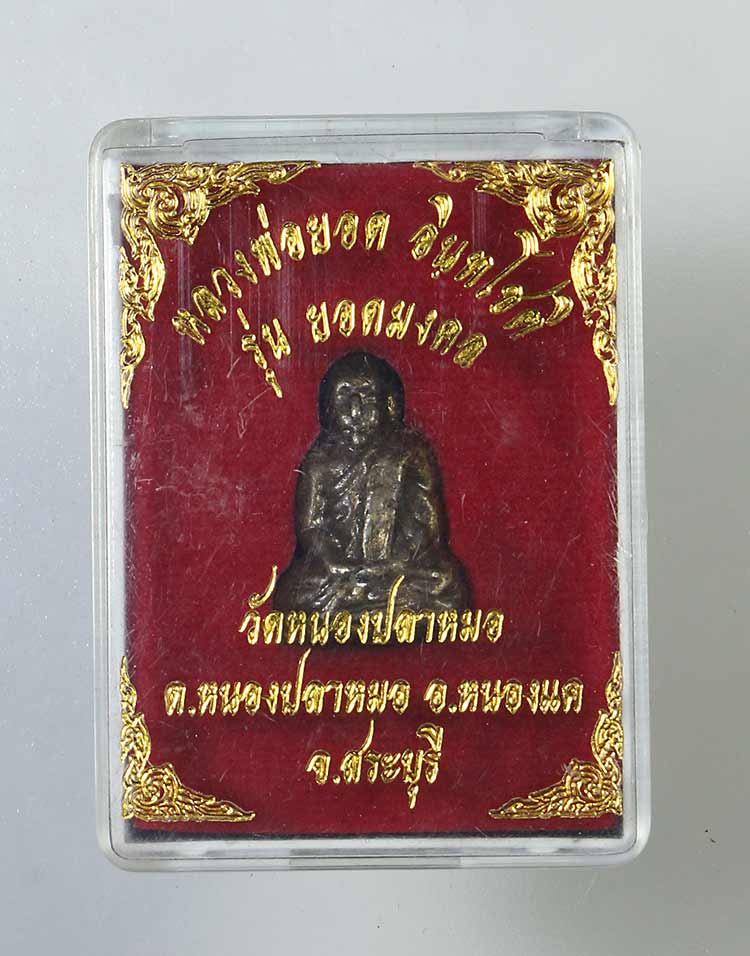 หลวงพ่อยอด อินฺทโชติ
รุ่น ยอดมงคล
วัดหนองปลาหมอ
ต.หนองปลาหมอ อ.หนองแค
จ.สระบุรี